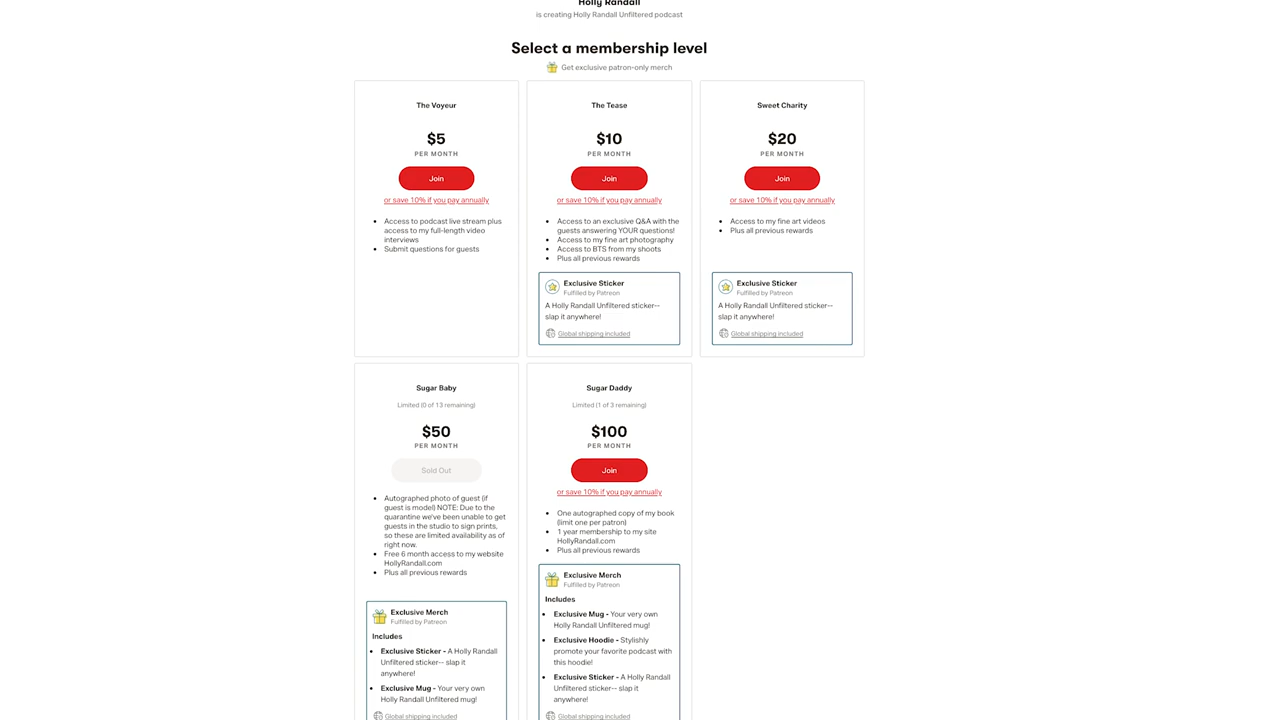 Holly Randall
is creating Holly Randall Unfiltered podcast
Select a membership level
Get exclusive patron-only merch
The Voyeur
$5
PER MONTH
Join
or save 10% if you pay annually
Access to podcast live stream plus
access to my full-length video
interviews
Submit questions for guests
The Tease
$10
PER MONTH
Join
or save 10% if you pay annually
Access to an exclusive Q&A with the
guests answering YOUR questions!
Access to my fine art photography
Access to BTS from my shoots
Plus all previous rewards
Exclusive Sticker
Fulfilled by Patreon
A Holly Randall Unfiltered sticker--
slap it anywhere!
Global shipping included
Sweet Charity
$20
PER MONTH
Join
or save 10% if you pay annually
Access to my fine art videos
Plus all previous rewards
Exclusive Sticker
Fulfilled by Patreon
A Holly Randall Unfiltered sticker--
slap it anywhere!
Global shipping included
Sugar Baby
Limited (0 of 13 remaining)
$50
PER MONTH
Sold Out
Autographed photo of guest (if
guest is model) NOTE: Due to the
quarantine we've been unable to get
guests in the studio to sign prints,
so these are limited availability as of
right now.
Free 6 month access to my website
HollyRandall.com
Plus all previous rewards
Exclusive Merch
Fulfilled by Patreon
Includes
Exclusive Sticker - A Holly Randall
Unfiltered sticker-- slap it
anywhere!
Exclusive Mug - Your very own
Holly Randall Unfiltered mug!
Global shipping included
Sugar Daddy
Limited (1 of 3 remaining)
$100
PER MONTH
Join
or save 10% if you pay annually
One autographed copy of my book
(limit one per patron)
1 year membership to my site
HollyRandall.com
Plus all previous rewards
Exclusive Merch
Fulfilled by Patreon
Includes
Exclusive Mug - Your very own
Holly Randall Unfiltered mug!
Exclusive Hoodie - Stylishly
promote your favorite podcast with
this hoodie!
Exclusive Sticker - A Holly Randall
Unfiltered sticker-- slap it
anywhere!
Global shipping included